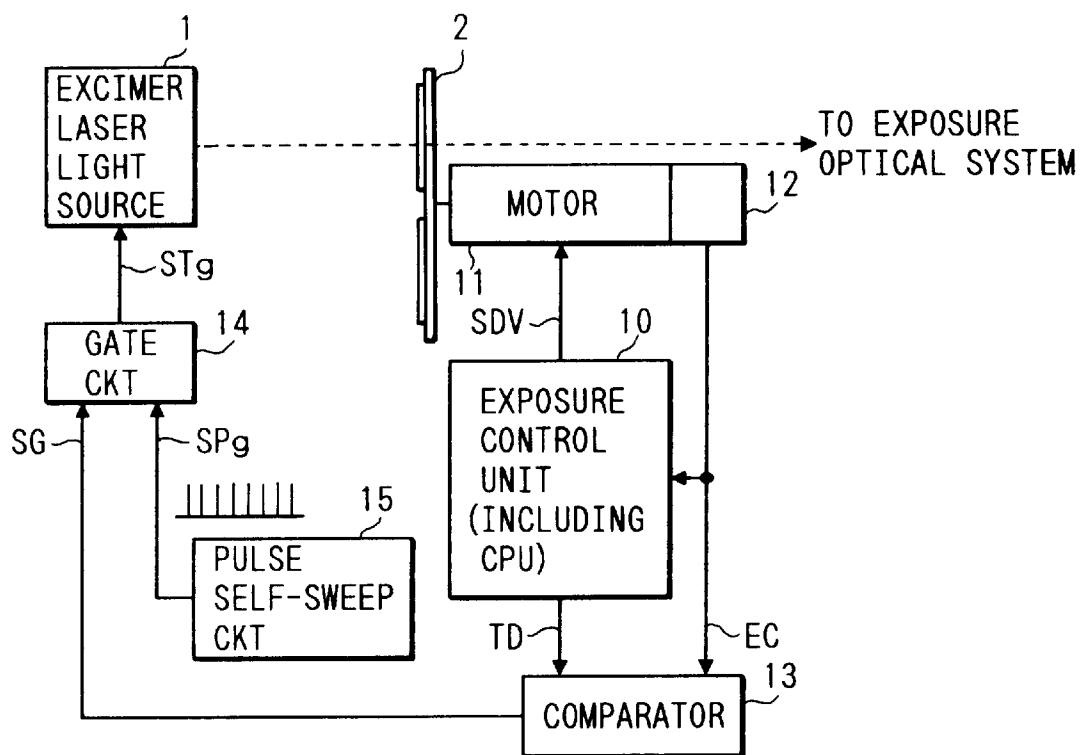 1
2
EXCIMER
LASER
LIGHT
SOURCE
TO EXPOSURE
OPTICAL SYSTEM
MOTOR
12
11
STg
14
GATE
CKT
SDV
10
EXPOSURE
CONTROL
UNIT
(INCLUDING
CPU)
SG
SPg
15
PULSE
SELF-SWEEP
CKT
TD
EC
13
COMPARATOR